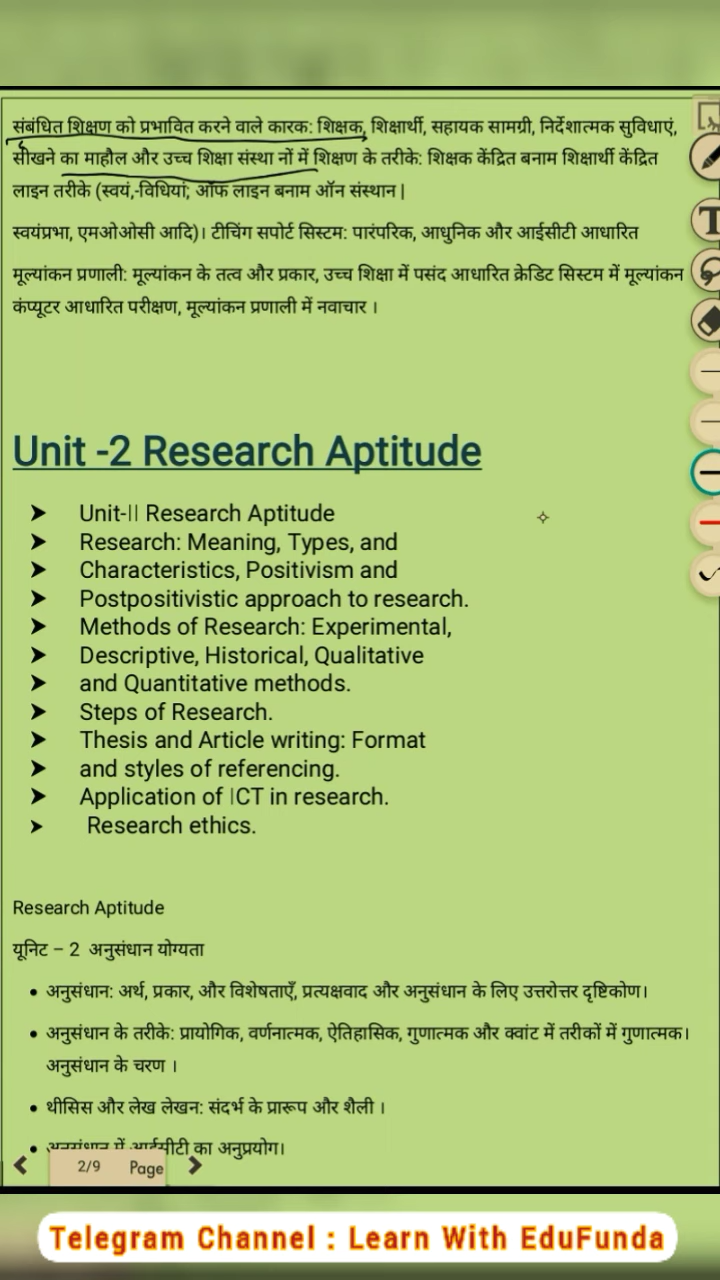 संबंधित शिक्षण को प्रभावित करने वाले कारक: शिक्षक, शिक्षार्थी, सहायक सामग्री, निर्देशात्मक सुविधाएं,
सीखने का माहौल और उच्च शिक्षा संस्था नों में शिक्षण के तरीके: शिक्षक केंद्रित बनाम शिक्षार्थी केंद्रित
लाइन तरीके (स्वयं,-विधियां; ऑफ लाइन बनाम ऑन संस्थान|
स्वयंप्रभा, एमओओसी आदि)। टीचिंग सपोर्ट सिस्टम: पारंपरिक, आधुनिक और आईसीटी आधारित
मूल्यांकन प्रणाली: मूल्यांकन के तत्व और प्रकार, उच्च शिक्षा में पसंद आधारित क्रेडिट सिस्टम में मूल्यांकन
कंप्यूटर आधारित परीक्षण, मूल्यांकन प्रणाली में नवाचार ।
Unit -2 Research Aptitude
➤ Unit-II Research Aptitude
➤ Research: Meaning, Types, and
➤ Characteristics, Positivism and
➤ Postpositivistic approach to research.
➤ Methods of Research: Experimental,
➤ Descriptive, Historical, Qualitative
➤ and Quantitative methods.
➤ Steps of Research.
➤ Thesis and Article writing: Format
➤ and styles of referencing.
➤ Application of ICT in research.
➤ Research ethics.
Research Aptitude
यूनिट – 2 अनुसंधान योग्यता
• अनुसंधान: अर्थ, प्रकार, और विशेषताएँ, प्रत्यक्षवाद और अनुसंधान के लिए उत्तरोत्तर दृष्टिकोण।
• अनुसंधान के तरीके: प्रायोगिक, वर्णनात्मक, ऐतिहासिक, गुणात्मक और क्वांट में तरीकों में गुणात्मक।
अनुसंधान के चरण ।
• थीसिस और लेख लेखन: संदर्भ के प्रारूप और शैली ।
• अनुसंधान में आईसीटी का अनुप्रयोग।
2/9 Page
Telegram Channel : Learn With EduFunda